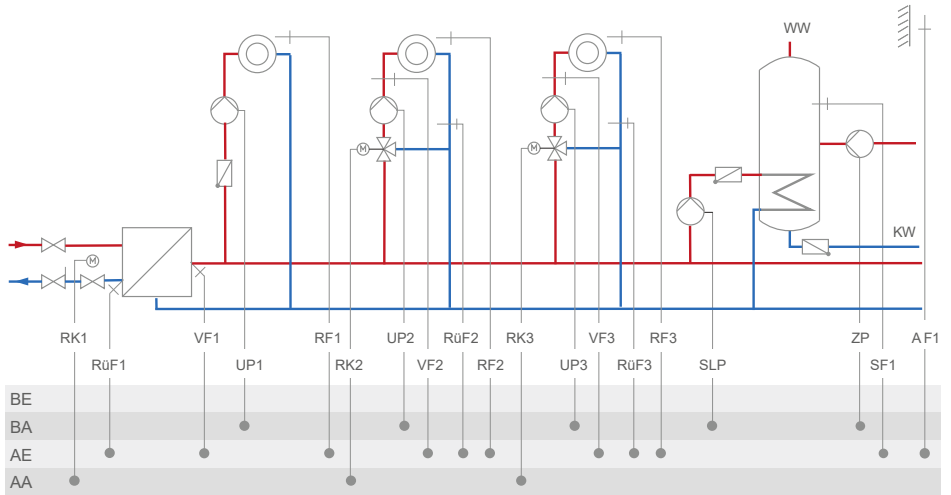 WW
M
M
KW
M
RK1 VF1 RF1 UP2 RüF2 RK3 VF3 RF3 ZP AF1
RüF1 UP1 RK2 VF2 RF2 UP3 RüF3 SLP SF1
BE
BA
AE
AA